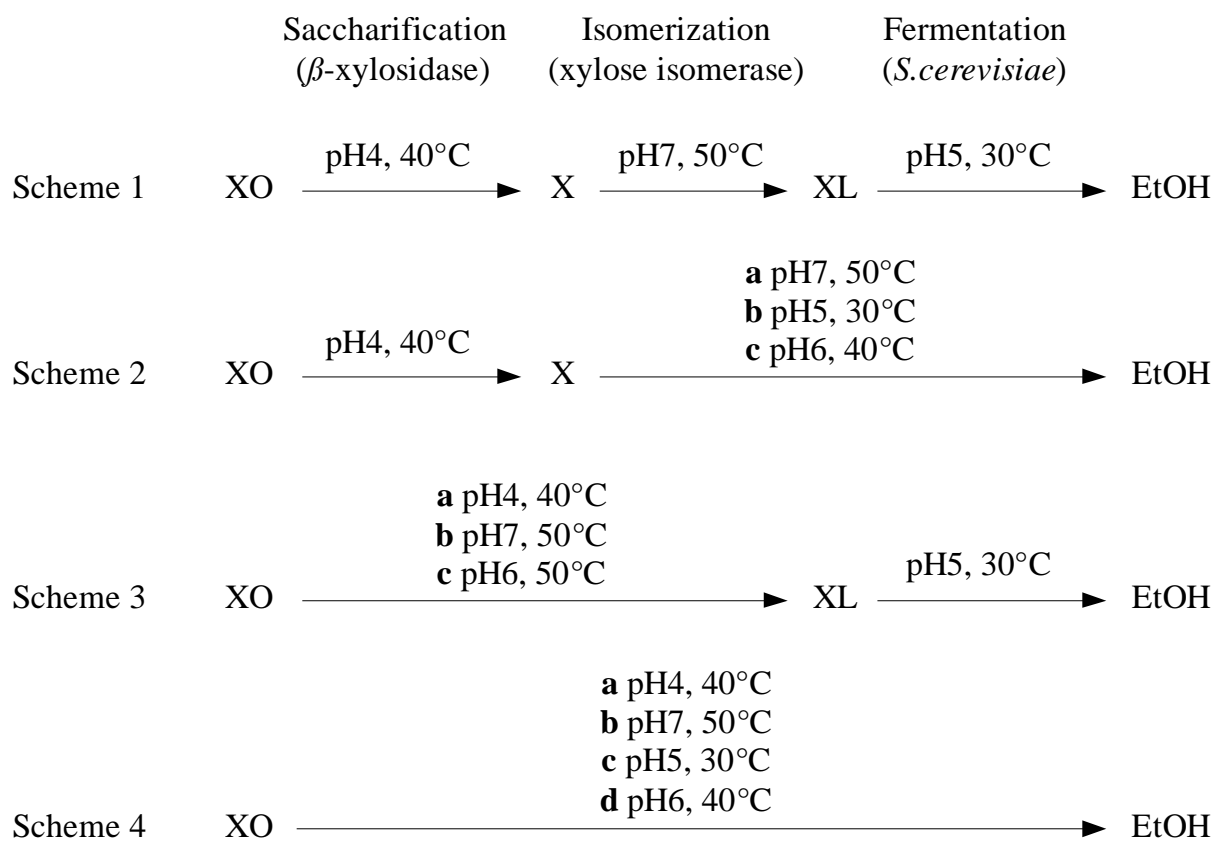 Saccharification Isomerization Fermentation
(ß-xylosidase) (xylose isomerase) (S.cerevisiae)
pH4, 40°C pH7, 50°C pH5, 30°C
Scheme 1 XO X XL EtOH
a pH7, 50°C
b pH5, 30°C
pH4, 40°C c pH6, 40°C
Scheme 2 XO X EtOH
a pH4, 40°C
b pH7, 50°C
c pH6, 50°C pH5, 30°C
Scheme 3 XO XL EtOH
a pH4, 40°C
b pH7, 50°C
c pH5, 30°C
d pH6, 40°C
Scheme 4 XO EtOH